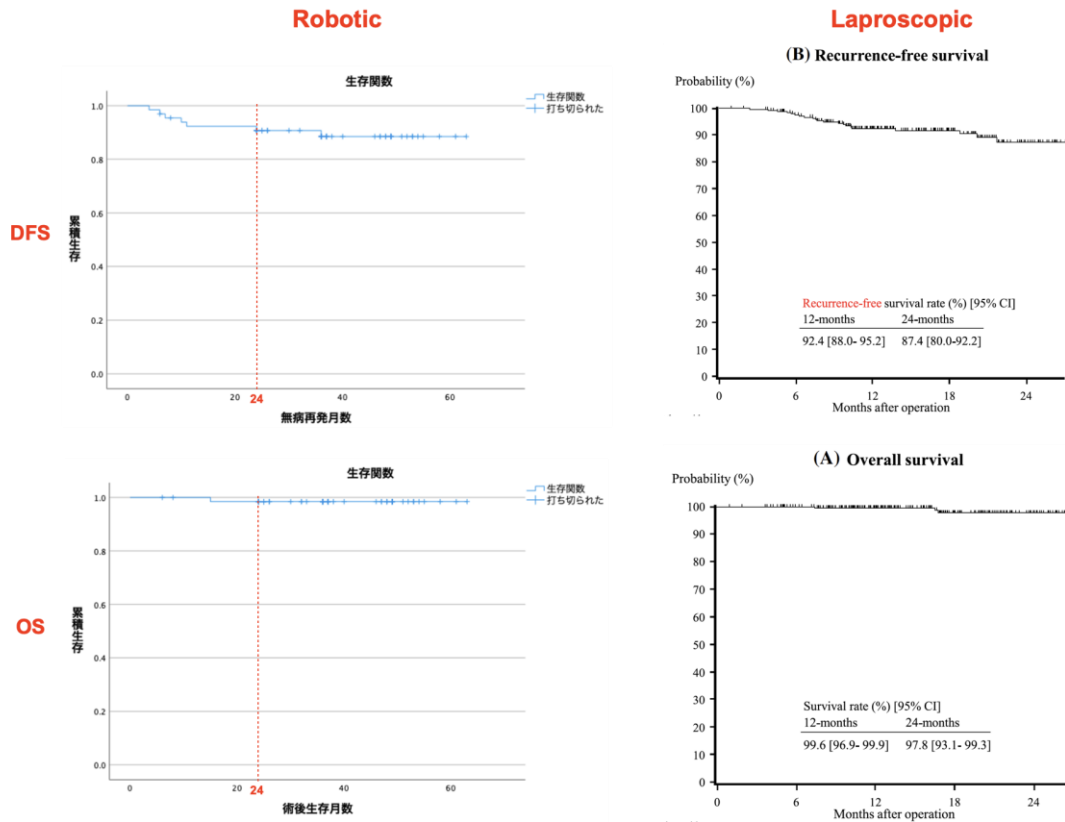 Robotic
Laproscopic
DFS
生存関数
生存関数
打ち切られた
累積生存
1.0
0.8
0.6
0.4
0.2
0.0
0
20
24
40
60
無病再発月数
(B) Recurrence-free survival
Probability (%)
100
90
80
70
60
50
40
30
20
10
0
Recurrence-free survival rate (%) [95% CI]
12-months 24-months
92.4 [88.0- 95.2] 87.4 [80.0-92.2]
0 6 12 18 24
Months after operation
OS
生存関数
生存関数
打ち切られた
累積生存
1.0
0.8
0.6
0.4
0.2
0.0
0
20
24
40
60
術後生存月数
(A) Overall survival
Probability (%)
100
90
80
70
60
50
40
30
20
10
0
Survival rate (%) [95% CI]
12-months 24-months
99.6 [96.9- 99.9] 97.8 [93.1- 99.3]
0 6 12 18 24
Months after operation